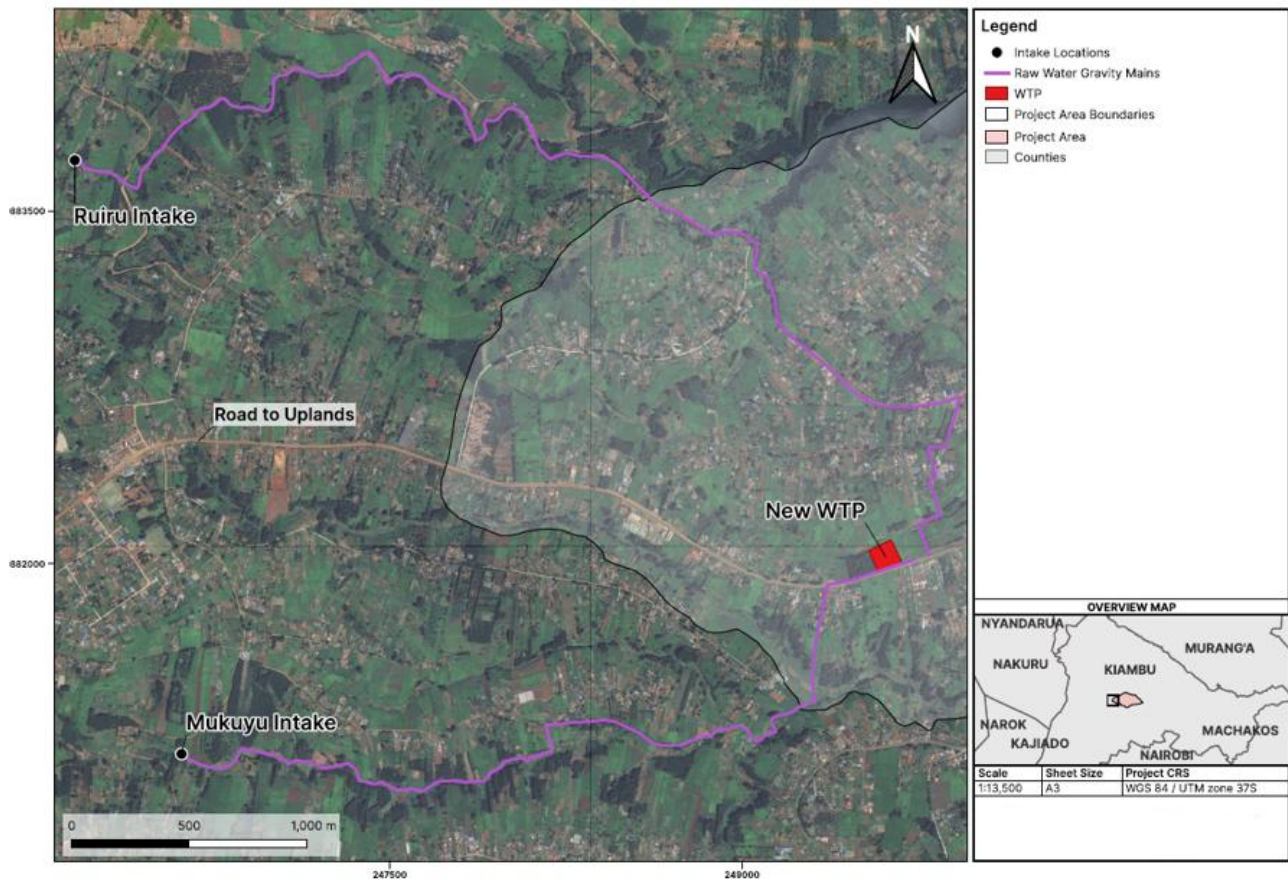 N
Ruiru Intake
Road to Uplands
New WTP
Mukuyu Intake
0 500 1,000 m
883500
882000
247500
249000
Legend
Intake Locations
Raw Water Gravity Mains
WTP
Project Area Boundaries
Project Area
Counties
OVERVIEW MAP
NYANDARUA
MURANG'A
NAKURU
KIAMBU
NAROK
MACHAKOS
KAJIADO
NAIROBI
Scale Sheet Size Project CRS
1:13,500 A3 WGS 84 / UTM zone 37S